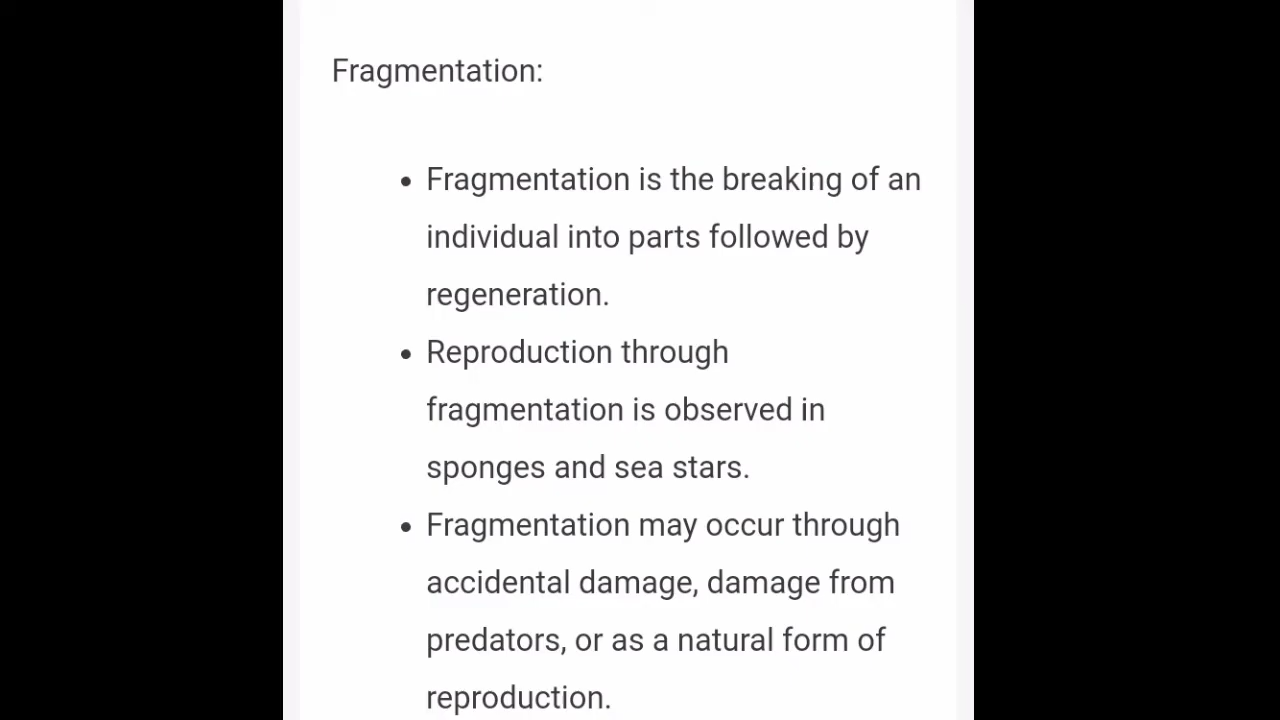 Fragmentation:
• Fragmentation is the breaking of an
individual into parts followed by
regeneration.
• Reproduction through
fragmentation is observed in
sponges and sea stars.
• Fragmentation may occur through
accidental damage, damage from
predators, or as a natural form of
reproduction.